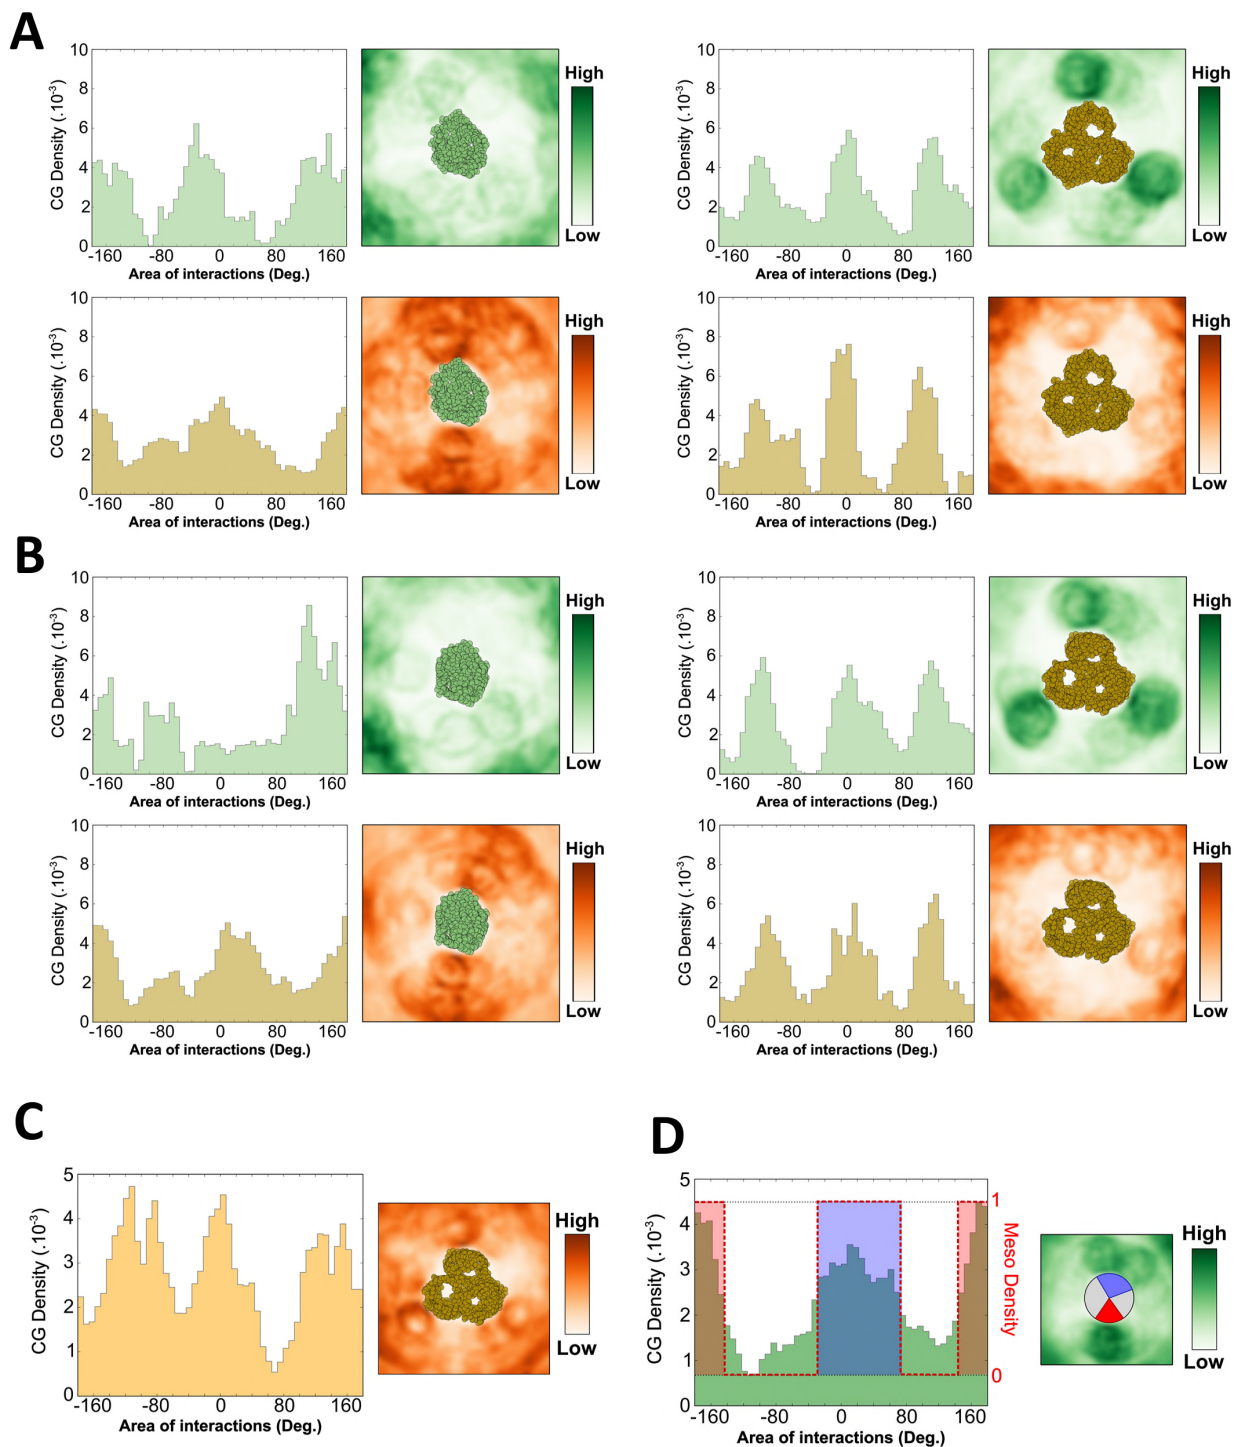 A
CG Density (.10-3)
10
8
6
4
2
0
-160 -80 0 80 160
Area of interactions (Deg.)
High
Low
CG Density (.10-3)
10
8
6
4
2
0
-160 -80 0 80 160
Area of interactions (Deg.)
High
Low
CG Density (.10-3)
10
8
6
4
2
0
-160 -80 0 80 160
Area of interactions (Deg.)
High
Low
CG Density (.10-3)
10
8
6
4
2
0
-160 -80 0 80 160
Area of interactions (Deg.)
High
Low
B
CG Density (.10-3)
10
8
6
4
2
0
-160 -80 0 80 160
Area of interactions (Deg.)
High
Low
CG Density (.10-3)
10
8
6
4
2
0
-160 -80 0 80 160
Area of interactions (Deg.)
High
Low
CG Density (.10-3)
10
8
6
4
2
0
-160 -80 0 80 160
Area of interactions (Deg.)
High
Low
CG Density (.10-3)
10
8
6
4
2
0
-160 -80 0 80 160
Area of interactions (Deg.)
High
Low
C
CG Density (.10-3)
5
4
3
2
1
0
-160 -80 0 80 160
Area of interactions (Deg.)
High
Low
D
CG Density (.10-3)
5
4
3
2
1
0
-160 -80 0 80 160
Area of interactions (Deg.)
1
Meso Density
0
High
Low